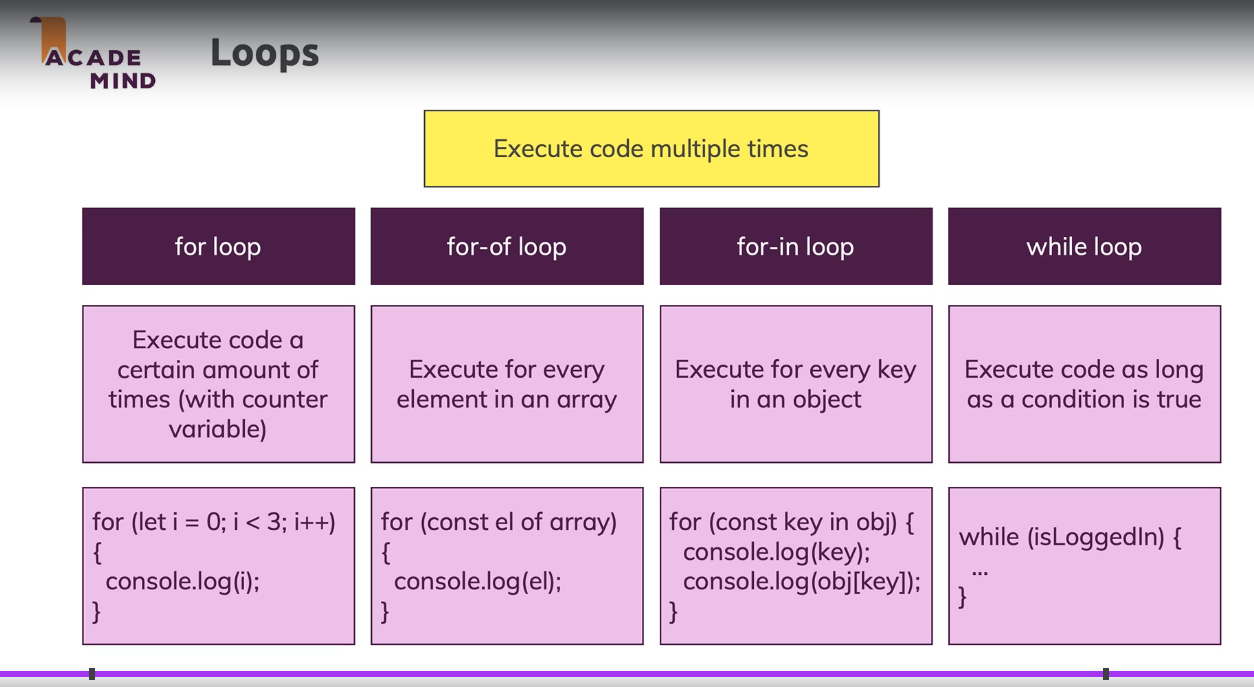 ACADE
MIND
Loops
Execute code multiple times
for loop
for-of loop
for-in loop
while loop
Execute code a
certain amount of
times (with counter
variable)
Execute for every
element in an array
Execute for every key
in an object
Execute code as long
as a condition is true
for (let i = 0; i < 3; i++)
{
  console.log(i);
}
for (const el of array)
{
  console.log(el);
}
for (const key in obj) {
  console.log(key);
  console.log(obj[key]);
}
while (isLoggedIn) {
  ...
}